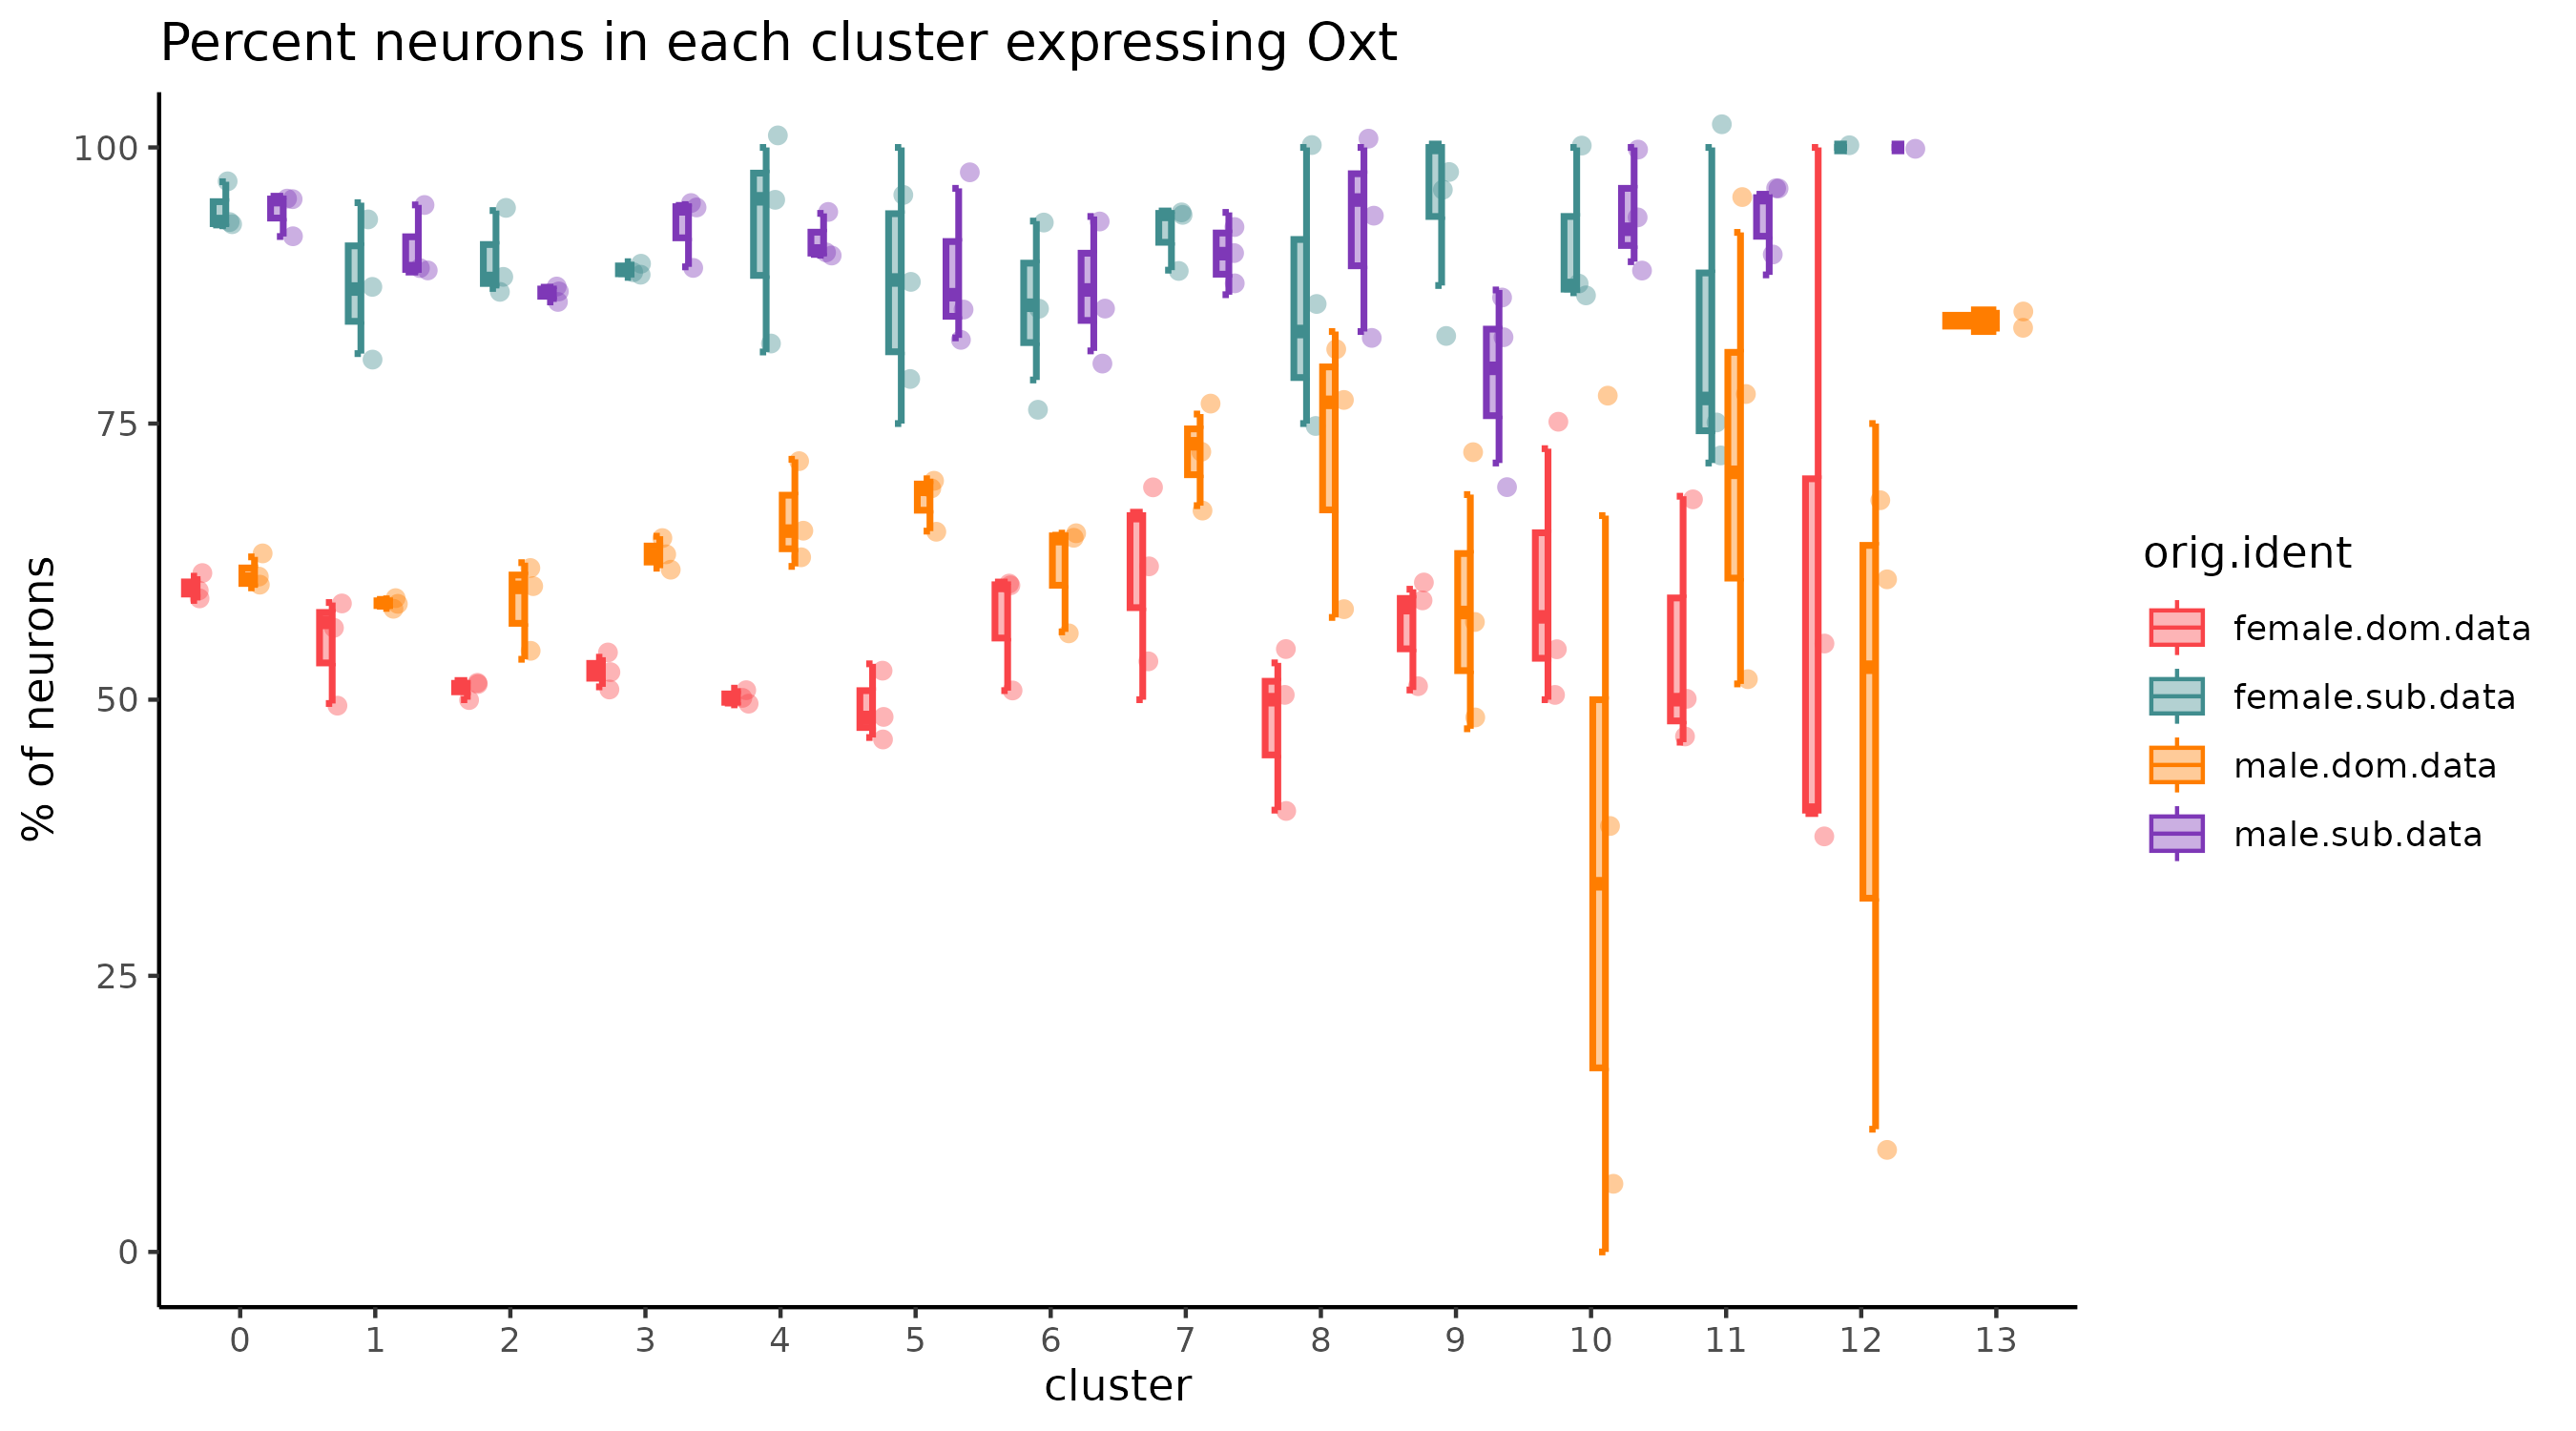 Percent neurons in each cluster expressing Oxt
100
75
50
25
0
% of neurons
0 1 2 3 4 5 6 7 8 9 10 11 12 13
cluster
orig.ident
female.dom.data
female.sub.data
male.dom.data
male.sub.data